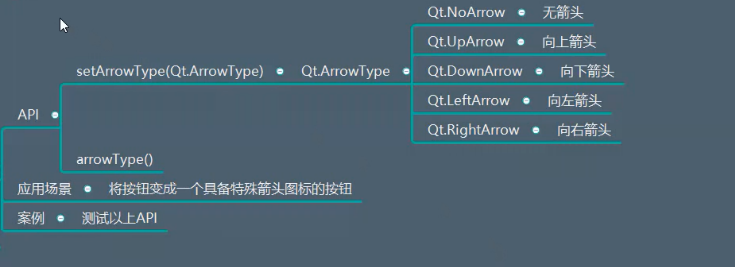 API
setArrowType(Qt.ArrowType)
Qt.ArrowType
Qt.NoArrow 无箭头
Qt.UpArrow 向上箭头
Qt.DownArrow 向下箭头
Qt.LeftArrow 向左箭头
Qt.RightArrow 向右箭头
arrowType()
应用场景 将按钮变成一个具备特殊箭头图标的按钮
案例 测试以上API